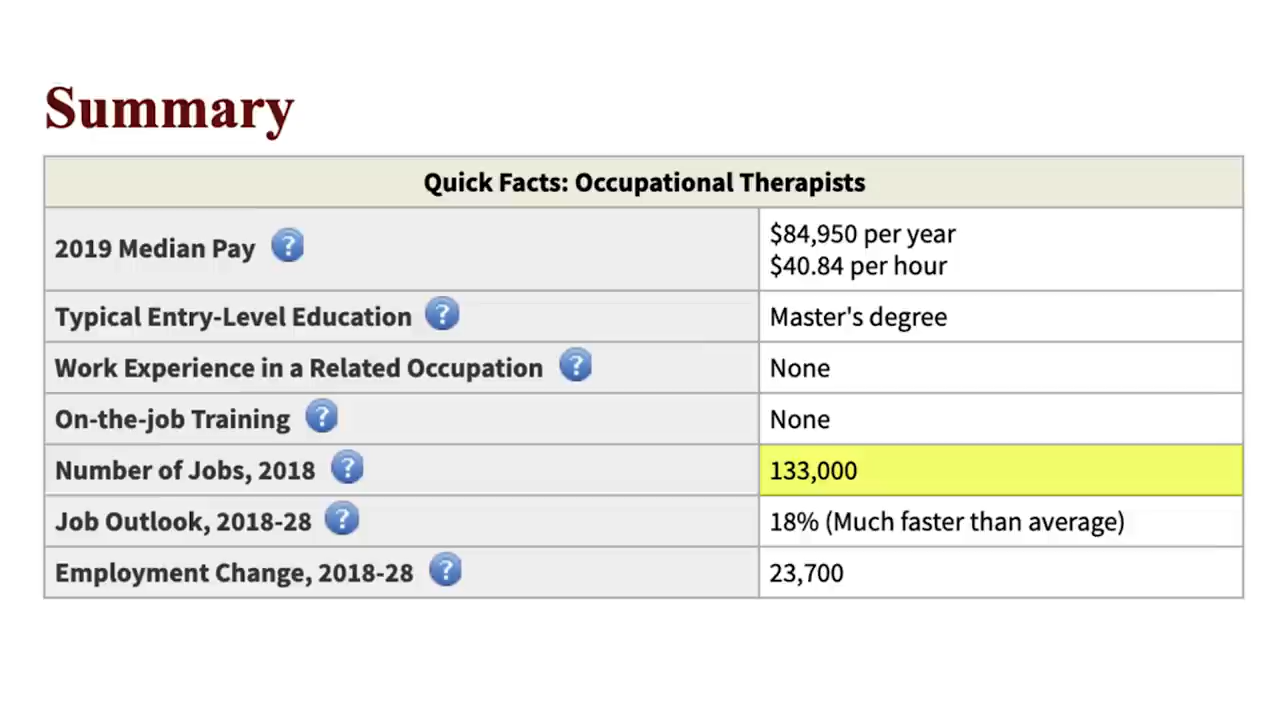 Summary
Quick Facts: Occupational Therapists
2019 Median Pay ?
$84,950 per year
$40.84 per hour
Typical Entry-Level Education ?
Master's degree
Work Experience in a Related Occupation ?
None
On-the-job Training ?
None
Number of Jobs, 2018 ?
133,000
Job Outlook, 2018-28 ?
18% (Much faster than average)
Employment Change, 2018-28 ?
23,700